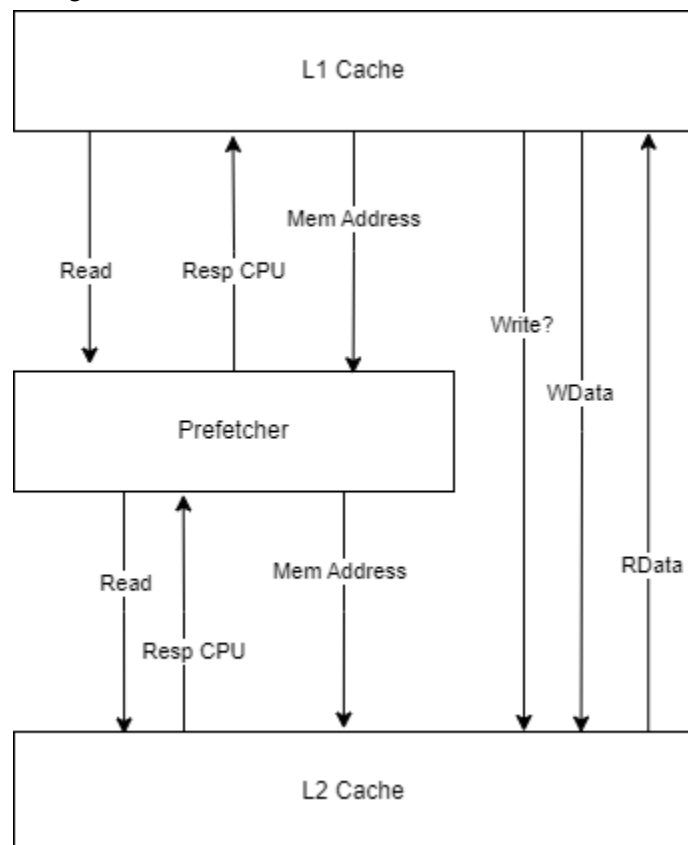 L1 Cache
Mem Address
Read
Resp CPU
Write?
WData
Prefetcher
RData
Read
Mem Address
Resp CPU
L2 Cache